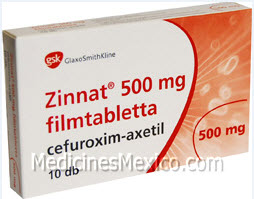 gsk GlaxoSmithKline
Zinnat® 500 mg
filmtabletta
cefuroxim-axetil
500 mg
MedicinesMexico.com
10 db